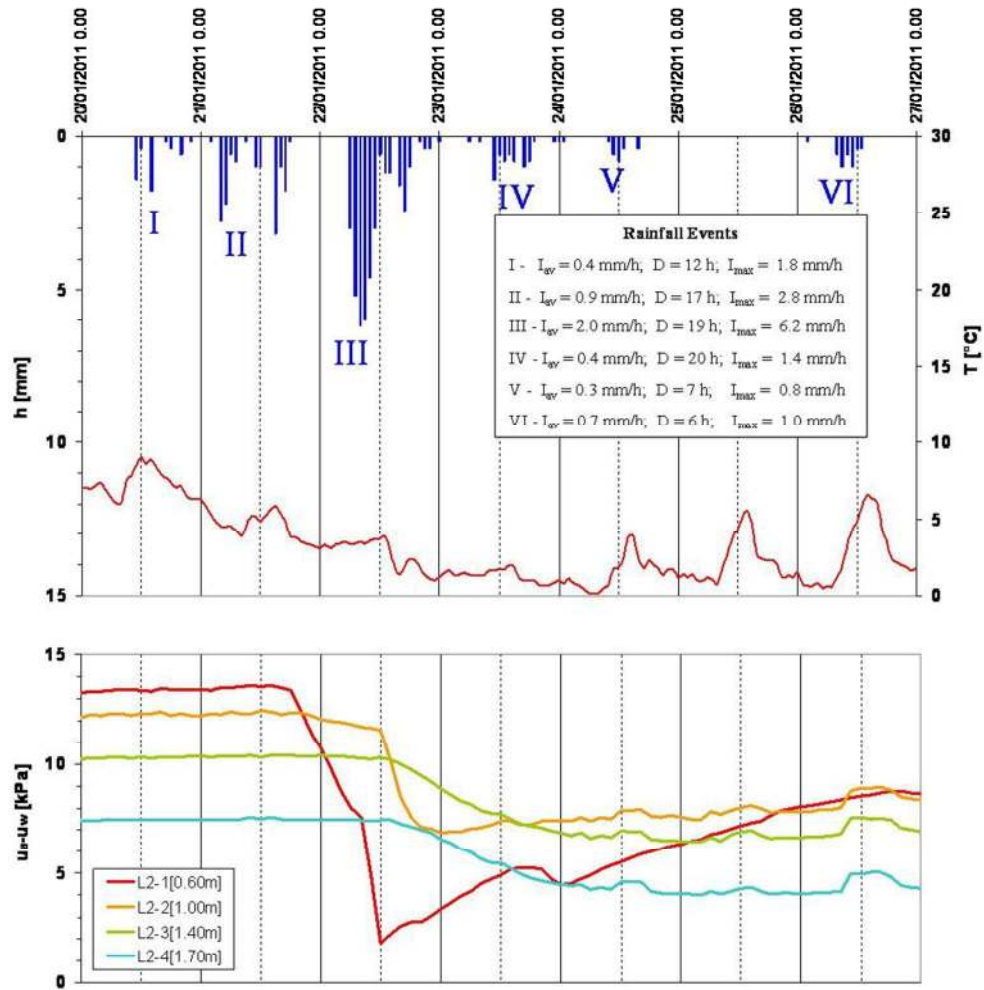 20/01/2011 0.00
21/01/2011 0.00
22/01/2011 0.00
23/01/2011 0.00
24/01/2011 0.00
25/01/2011 0.00
26/01/2011 0.00
27/01/2011 0.00
0
5
10
15
h [mm]
30
25
20
15
10
5
0
T [°C]
I
II
III
IV
V
VI
Rainfall Events
I - Iav = 0.4 mm/h; D = 12 h; Imax = 1.8 mm/h
II - Iav = 0.9 mm/h; D = 17 h; Imax = 2.8 mm/h
III - Iav = 2.0 mm/h; D = 19 h; Imax = 6.2 mm/h
IV - Iav = 0.4 mm/h; D = 20 h; Imax = 1.4 mm/h
V - Iav = 0.3 mm/h; D = 7 h; Imax = 0.8 mm/h
VI - Iav = 0.7 mm/h; D = 6 h; Imax = 1.0 mm/h
15
10
5
0
ua-uw [kPa]
L2-1[0.60m]
L2-2[1.00m]
L2-3[1.40m]
L2-4[1.70m]